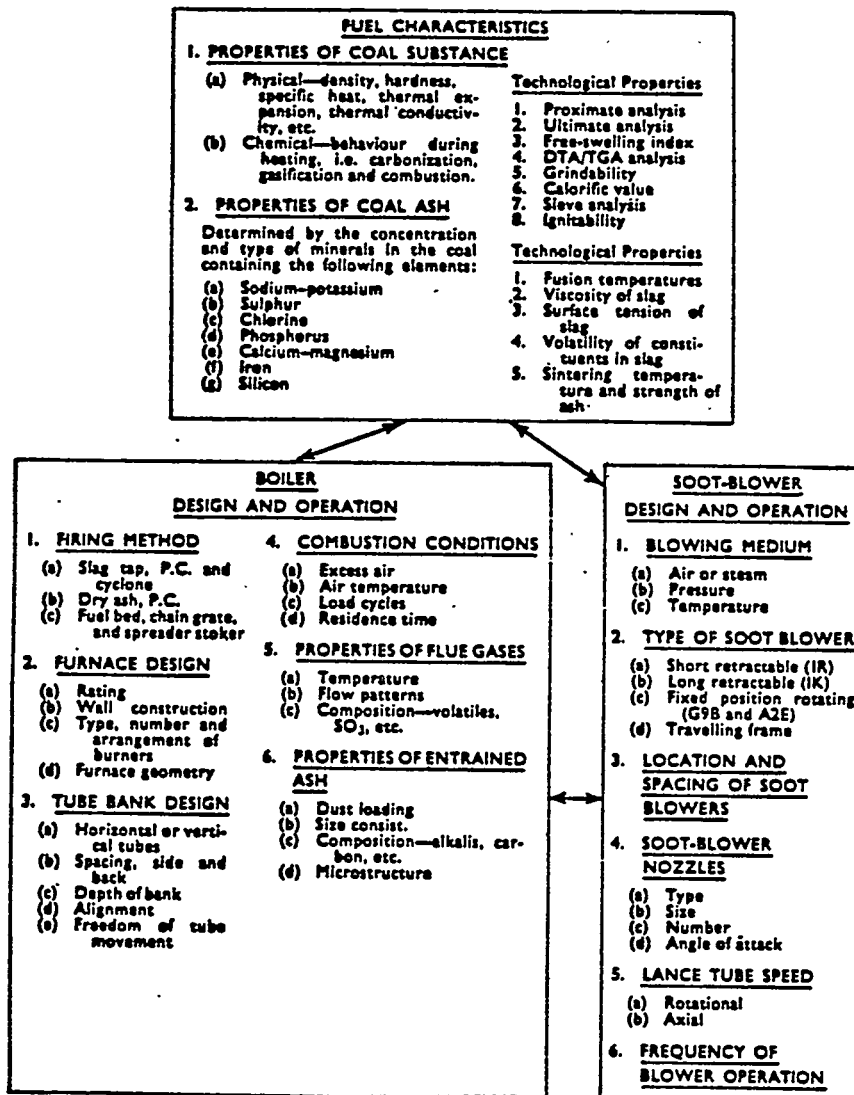 FUEL CHARACTERISTICS
1. PROPERTIES OF COAL SUBSTANCE
(a) Physical—density, hardness,
specific heat, thermal ex-
pansion, thermal conductiv-
ity, etc.
(b) Chemical—behaviour during
heating, i.e. carbonization,
gasification and combustion.
Technological Properties
1. Proximate analysis
2. Ultimate analysis
3. Free-swelling index
4. DTA/TGA analysis
5. Grindability
6. Calorific value
7. Sieve analysis
8. Ignitability
2. PROPERTIES OF COAL ASH
Determined by the concentration
and type of minerals in the coal
containing the following elements:
(a) Sodium-potassium
(b) Sulphur
(c) Chlorine
(d) Phosphorus
(e) Calcium-magnesium
(f) Iron
(g) Silicon
Technological Properties
1. Fusion temperatures
2. Viscosity of slag
3. Surface tension of
slag
4. Volatility of consti-
tuents in slag
5. Sintering tempera-
ture and strength of
ash
BOILER
DESIGN AND OPERATION
1. FIRING METHOD
(a) Slag tap, P.C. and
cyclone
(b) Dry ash, P.C.
(c) Fuel bed, chain grate,
and spreader stoker
2. FURNACE DESIGN
(a) Rating
(b) Wall construction
(c) Type, number and
arrangement of
burners
(d) Furnace geometry
3. TUBE BANK DESIGN
(a) Horizontal or verti-
cal tubes
(b) Spacing, side and
back
(c) Depth of bank
(d) Alignment
(e) Freedom of tube
movement
4. COMBUSTION CONDITIONS
(a) Excess air
(b) Air temperature
(c) Load cycles
(d) Residence time
5. PROPERTIES OF FLUE GASES
(a) Temperature
(b) Flow patterns
(c) Composition—volatiles,
SO3, etc.
6. PROPERTIES OF ENTRAINED
ASH
(a) Dust loading
(b) Size consist.
(c) Composition—alkalis, car-
bon, etc.
(d) Microstructure
SOOT-BLOWER
DESIGN AND OPERATION
1. BLOWING MEDIUM
(a) Air or steam
(b) Pressure
(c) Temperature
2. TYPE OF SOOT BLOWER
(a) Short retractable (IR)
(b) Long retractable (IK)
(c) Fixed position rotating
(G9B and A2E)
(d) Travelling frame
3. LOCATION AND
SPACING OF SOOT
BLOWERS
4. SOOT-BLOWER
NOZZLES
(a) Type
(b) Size
(c) Number
(d) Angle of attack
5. LANCE TUBE SPEED
(a) Rotational
(b) Axial
6. FREQUENCY OF
BLOWER OPERATION